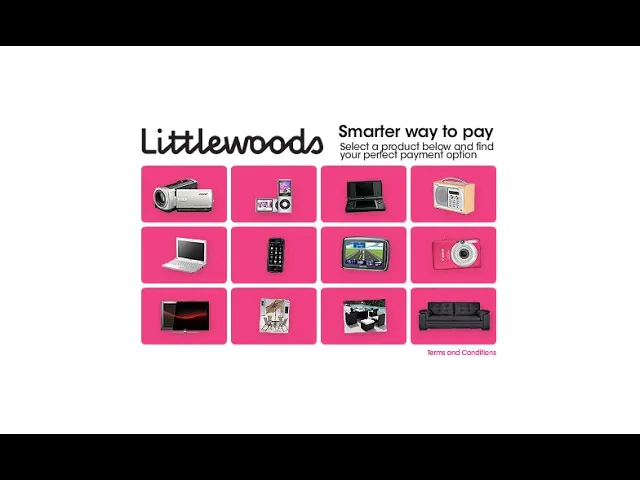 Littlewoods
Smarter way to pay
Select a product below and find
your perfect payment option
Terms and Conditions